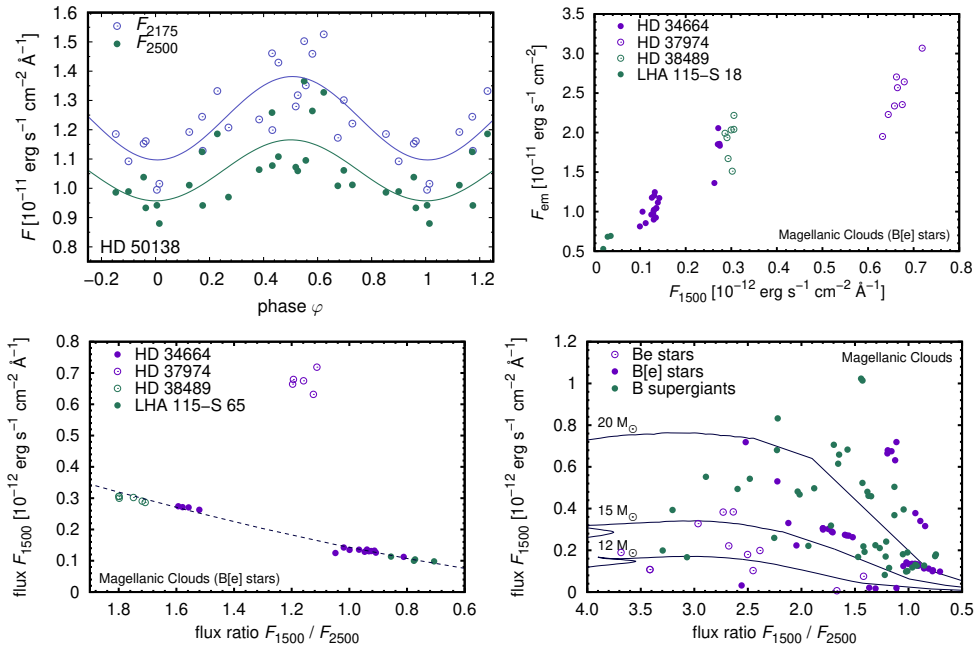 F2175
F2500
1.6
1.5
1.4
1.3
1.2
1.1
1.0
0.9
0.8
F [10⁻¹¹ erg s⁻¹ cm⁻² Å⁻¹]
HD 50138
−0.2 0.0 0.2 0.4 0.6 0.8 1.0 1.2
phase φ
HD 34664
HD 37974
HD 38489
LHA 115−S 18
3.5
3.0
2.5
2.0
1.5
1.0
0.5
Fem [10⁻¹¹ erg s⁻¹ cm⁻²]
Magellanic Clouds (B[e] stars)
0 0.1 0.2 0.3 0.4 0.5 0.6 0.7 0.8
F1500 [10⁻¹² erg s⁻¹ cm⁻² Å⁻¹]
HD 34664
HD 37974
HD 38489
LHA 115−S 65
0.8
0.7
0.6
0.5
0.4
0.3
0.2
0.1
0
flux F1500 [10⁻¹² erg s⁻¹ cm⁻² Å⁻¹]
Magellanic Clouds (B[e] stars)
1.8 1.6 1.4 1.2 1.0 0.8 0.6
flux ratio F1500 / F2500
Be stars
B[e] stars
B supergiants
Magellanic Clouds
1.2
1
0.8
0.6
0.4
0.2
0
flux F1500 [10⁻¹² erg s⁻¹ cm⁻² Å⁻¹]
20 M⊙
15 M⊙
12 M⊙
4.0 3.5 3.0 2.5 2.0 1.5 1.0 0.5
flux ratio F1500 / F2500